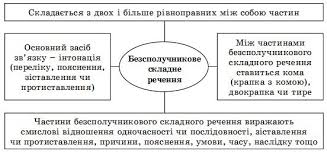 Складається з двох і більше рівноправних між собою частин
Основний засіб
зв'язку – інтонація
(переліку, пояснення,
зіставлення чи
протиставлення)
Безсполучникове
складне
речення
Між частинами
безсполучникового
складного речення
ставиться кома
(крапка з комою),
двокрапка чи тире
Частини безсполучникового складного речення виражають
смислові відношення одночасності чи послідовності, зіставлення
чи протиставлення, причини, пояснення, умови, часу, наслідку тощо